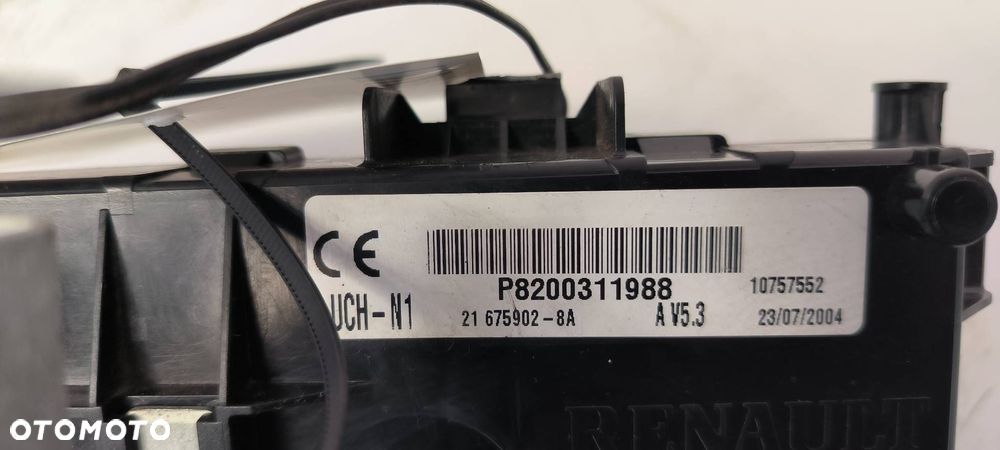 CE
P8200311988
10757552
UCH-N1
21 675902-8A
A V5.3
23/07/2004
RENAULT
OTOMOTO